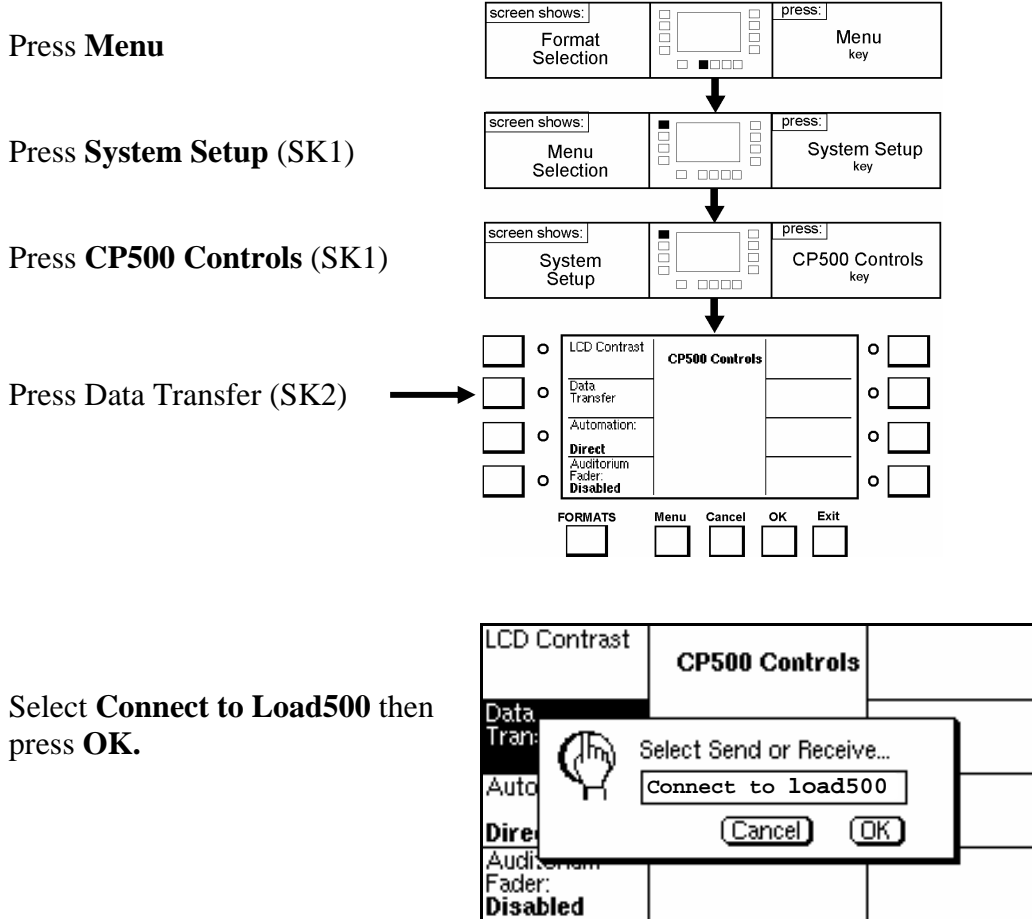 Press Menu
screen shows:
Format
Selection
press:
Menu
key
Press System Setup (SK1)
screen shows:
Menu
Selection
press:
System Setup
key
Press CP500 Controls (SK1)
screen shows:
System
Setup
press:
CP500 Controls
key
Press Data Transfer (SK2)
LCD Contrast
CP500 Controls
Data
Transfer
Automation:
Direct
Auditorium
Fader:
Disabled
FORMATS Menu Cancel OK Exit
Select Connect to Load500 then
press OK.
LCD Contrast
CP500 Controls
Data
Tran
Select Send or Receive...
Connect to load500
Cancel OK
Auto
Dire
Auditorium
Fader:
Disabled